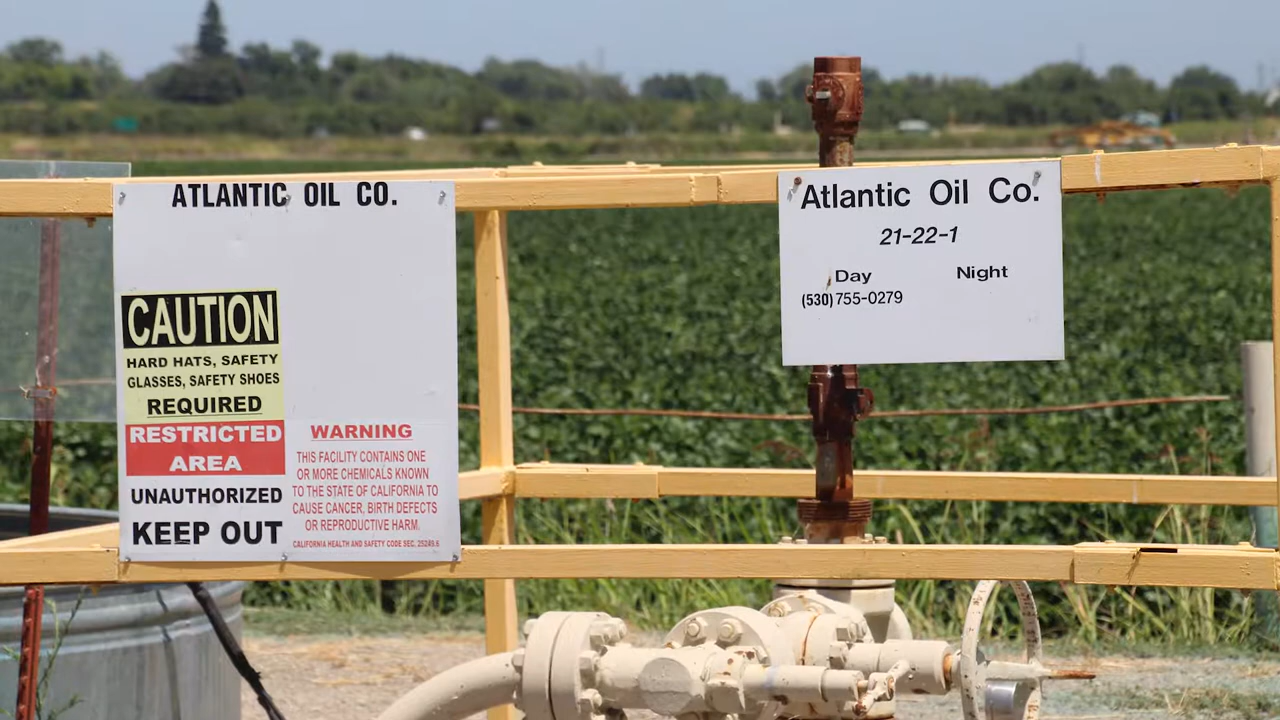 ATLANTIC OIL CO.
CAUTION
HARD HATS, SAFETY
GLASSES, SAFETY SHOES
REQUIRED
RESTRICTED
AREA
UNAUTHORIZED
KEEP OUT
WARNING
THIS FACILITY CONTAINS ONE
OR MORE CHEMICALS KNOWN
TO THE STATE OF CALIFORNIA TO
CAUSE CANCER, BIRTH DEFECTS
OR REPRODUCTIVE HARM.
CALIFORNIA HEALTH AND SAFETY CODE SEC. 25249.6
Atlantic Oil Co.
21-22-1
Day Night
(530) 755-0279